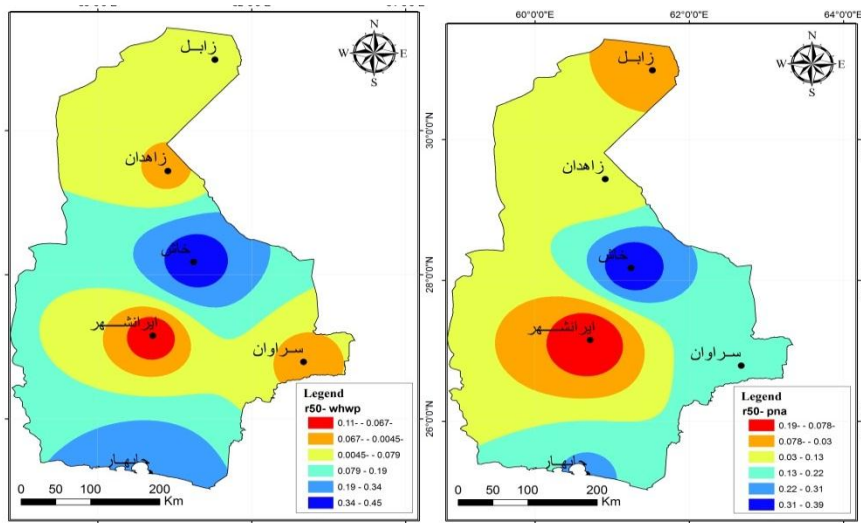 N
W E
S
زابل
زاهدان
خاش
ایرانشهر
سراوان
چابهار
Legend
r50- whwp
0.11- - 0.067-
0.067- - 0.0045-
0.0045- - 0.079
0.079 - 0.19
0.19 - 0.34
0.34 - 0.45
0 50 100 200
Km
60°0'0"E 62°0'0"E 64°0'0"E
N
W E
S
30°0'0"N
28°0'0"N
26°0'0"N
زابل
زاهدان
خاش
ایرانشهر
سراوان
چابهار
Legend
r50- pna
0.19- - 0.078-
0.078- - 0.03
0.03 - 0.13
0.13 - 0.22
0.22 - 0.31
0.31 - 0.39
0 50 100 200
Km